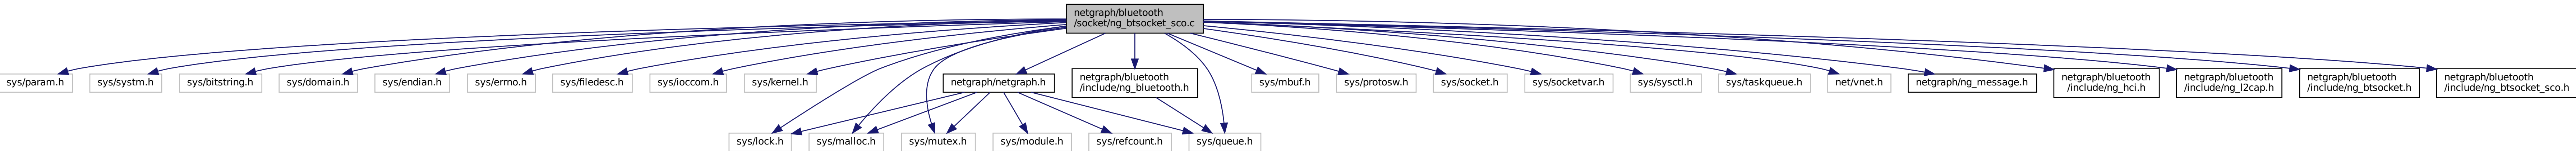 netgraph/bluetooth
/socket/ng_btsocket_sco.c
sys/param.h
sys/systm.h
sys/bitstring.h
sys/domain.h
sys/endian.h
sys/errno.h
sys/filedesc.h
sys/ioccom.h
sys/kernel.h
netgraph/netgraph.h
netgraph/bluetooth
/include/ng_bluetooth.h
sys/mbuf.h
sys/protosw.h
sys/socket.h
sys/socketvar.h
sys/sysctl.h
sys/taskqueue.h
net/vnet.h
netgraph/ng_message.h
netgraph/bluetooth
/include/ng_hci.h
netgraph/bluetooth
/include/ng_l2cap.h
netgraph/bluetooth
/include/ng_btsocket.h
netgraph/bluetooth
/include/ng_btsocket_sco.h
sys/lock.h
sys/malloc.h
sys/mutex.h
sys/module.h
sys/refcount.h
sys/queue.h